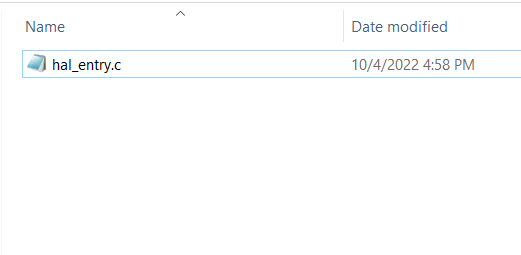 Name Date modified
hal_entry.c 10/4/2022 4:58 PM